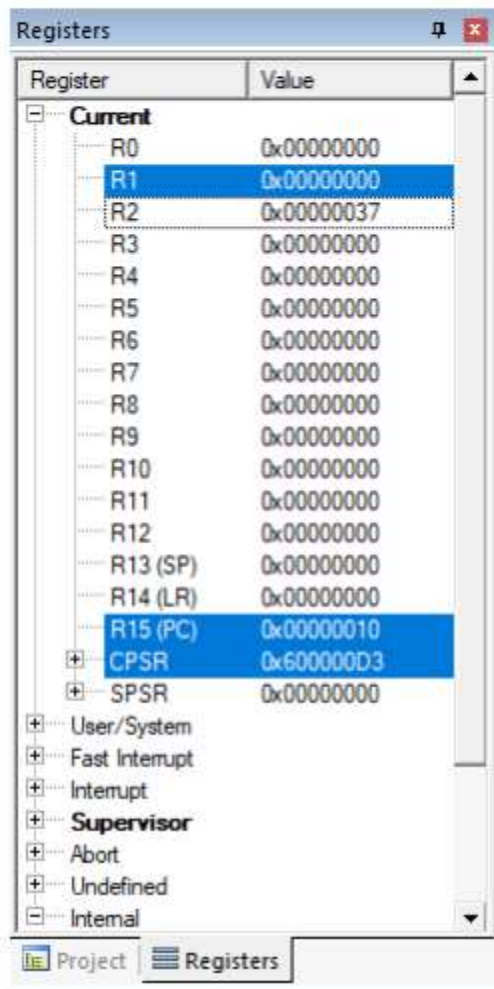 Registers
Register Value
Current
R0 0x00000000
R1 0x00000000
R2 0x00000037
R3 0x00000000
R4 0x00000000
R5 0x00000000
R6 0x00000000
R7 0x00000000
R8 0x00000000
R9 0x00000000
R10 0x00000000
R11 0x00000000
R12 0x00000000
R13 (SP) 0x00000000
R14 (LR) 0x00000000
R15 (PC) 0x00000010
CPSR 0x600000D3
SPSR 0x00000000
User/System
Fast Interrupt
Interrupt
Supervisor
Abort
Undefined
Internal
Project Registers